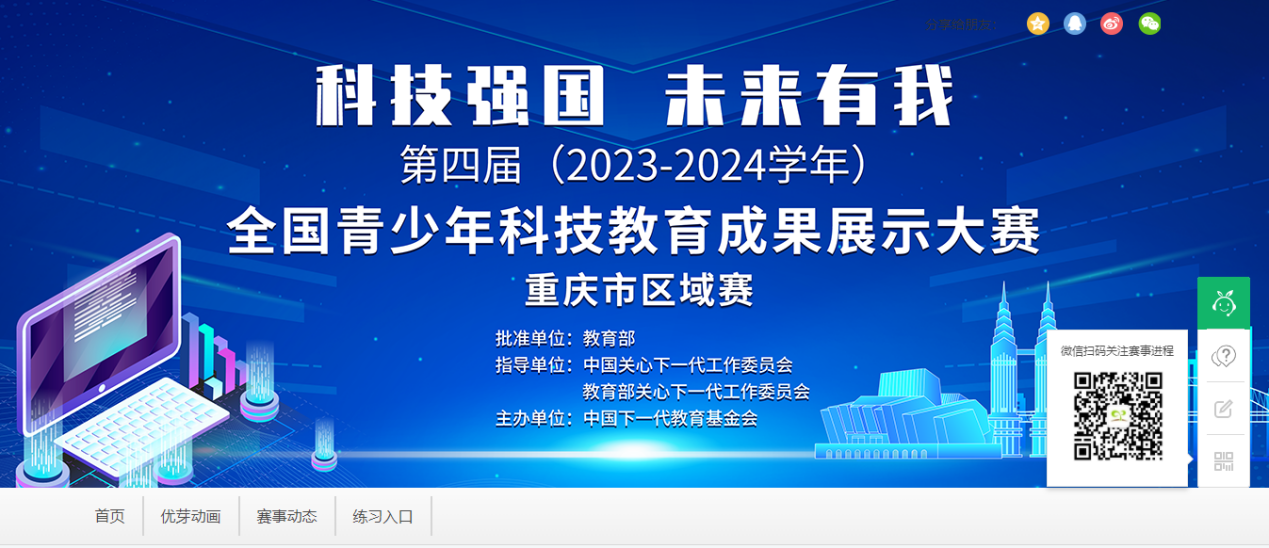 分享给朋友：
科技强国 未来有我
第四届（2023-2024学年）
全国青少年科技教育成果展示大赛
重庆市区域赛
批准单位：教育部
指导单位：中国关心下一代工作委员会
教育部关心下一代工作委员会
主办单位：中国下一代教育基金会
微信扫码关注赛事进程
首页
优芽动画
赛事动态
练习入口